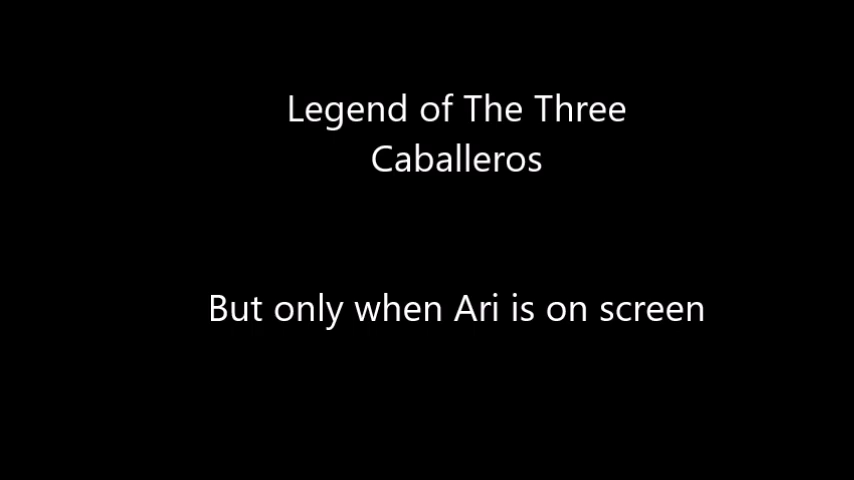 Legend of The Three
Caballeros
But only when Ari is on screen